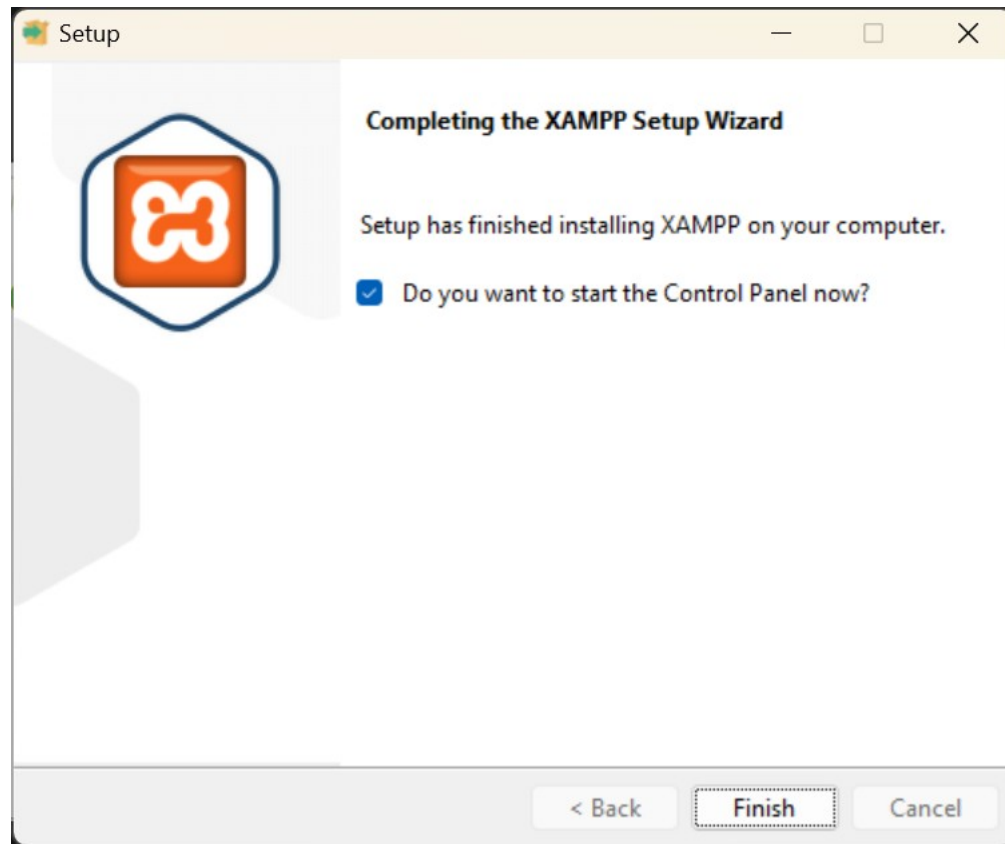 Setup
Completing the XAMPP Setup Wizard
Setup has finished installing XAMPP on your computer.
Do you want to start the Control Panel now?
< Back
Finish
Cancel